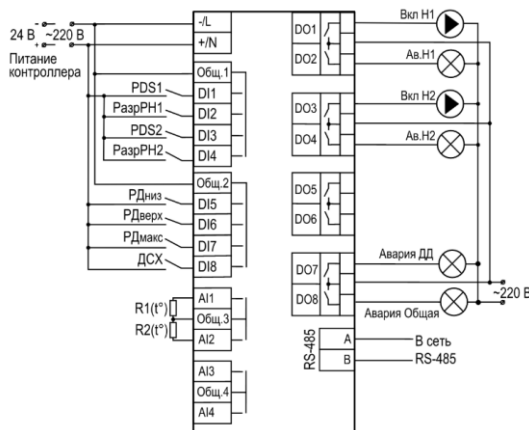 24 В ~220 В
Питание
контроллера
-/L
+/N
Общ.1
PDS1
DI1
РазрРН1
DI2
PDS2
DI3
РазрРН2
DI4
Общ.2
РДниз
DI5
РДверх
DI6
РДмакс
DI7
ДСХ
DI8
AI1
R1(t°)
Общ.3
R2(t°)
AI2
AI3
Общ.4
AI4
DO1
Вкл Н1
DO2
Ав.Н1
DO3
Вкл Н2
DO4
Ав.Н2
DO5
DO6
DO7
Авария ДД
DO8
Авария Общая
~220 В
RS-485
A
В сеть
B
RS-485